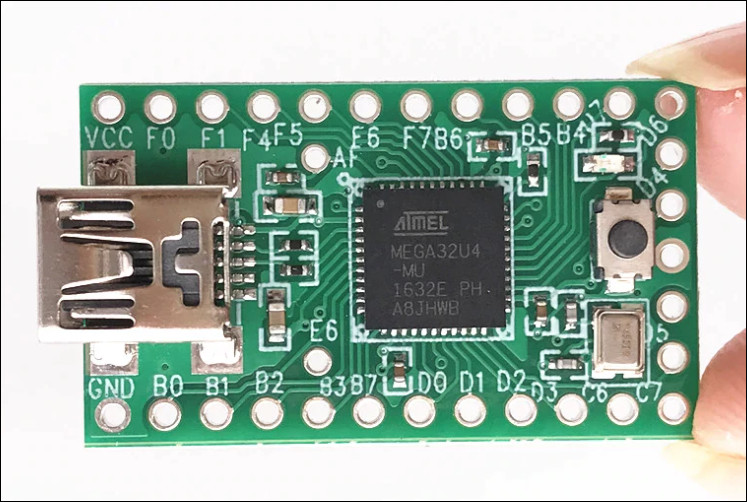 VCC F0 F1 F4 F5 E6 F7 B6 B5 B4 D7 D6
AF
D4
ATMEL
MEGA32U4
-MU
1632E PH
A8JHWB
E6
D5
GND B0 B1 B2 B3 B7 D0 D1 D2 D3 C6 C7